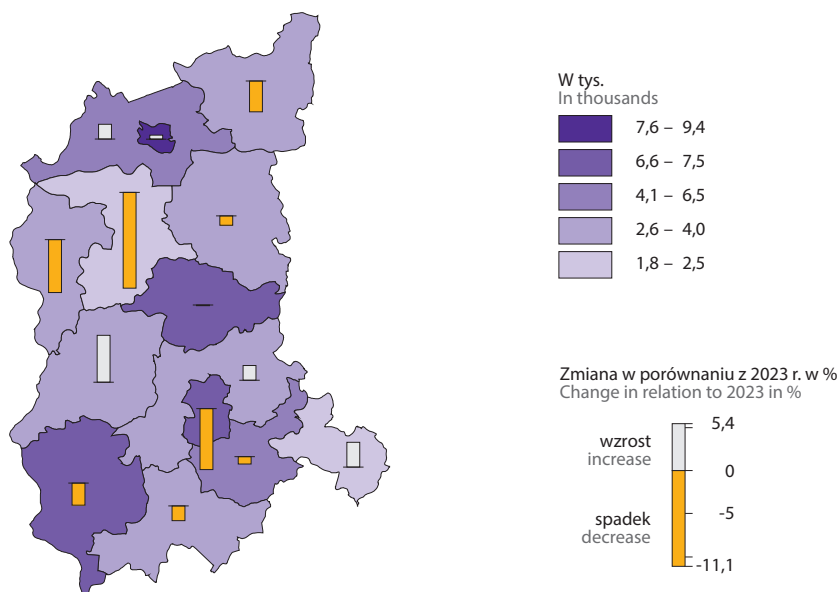 W tys.
In thousands
7,6 – 9,4
6,6 – 7,5
4,1 – 6,5
2,6 – 4,0
1,8 – 2,5
Zmiana w porównaniu z 2023 r. w %
Change in relation to 2023 in %
5,4
wzrost
increase
0
-5
spadek
decrease
-11,1